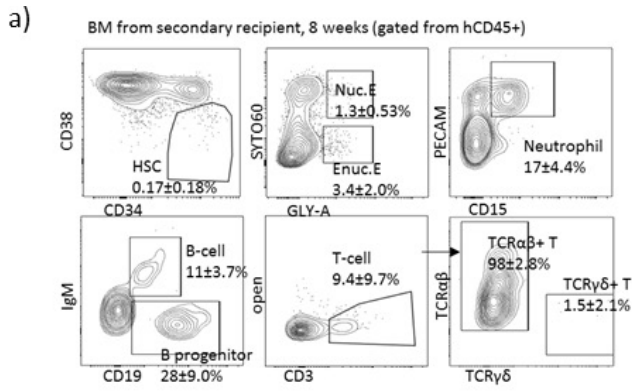 a)
BM from secondary recipient, 8 weeks (gated from hCD45+)
CD38
HSC
0.17±0.18%
CD34
SYTO60
Nuc.E
1.3±0.53%
Enuc.E
3.4±2.0%
GLY-A
PECAM
Neutrophil
17±4.4%
CD15
IgM
B-cell
11±3.7%
B progenitor
28±9.0%
CD19
open
T-cell
9.4±9.7%
CD3
TCRαβ
TCRαβ+ T
98±2.8%
TCRγδ+ T
1.5±2.1%
TCRγδ